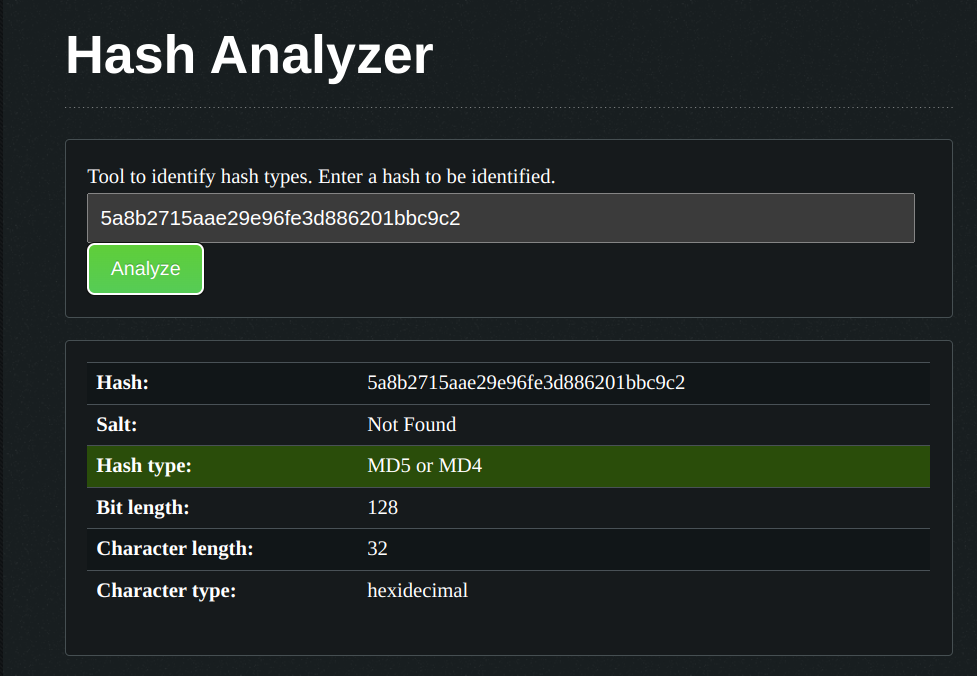 Hash Analyzer
Tool to identify hash types. Enter a hash to be identified.
5a8b2715aae29e96fe3d886201bbc9c2
Analyze
Hash: 5a8b2715aae29e96fe3d886201bbc9c2
Salt: Not Found
Hash type: MD5 or MD4
Bit length: 128
Character length: 32
Character type: hexidecimal